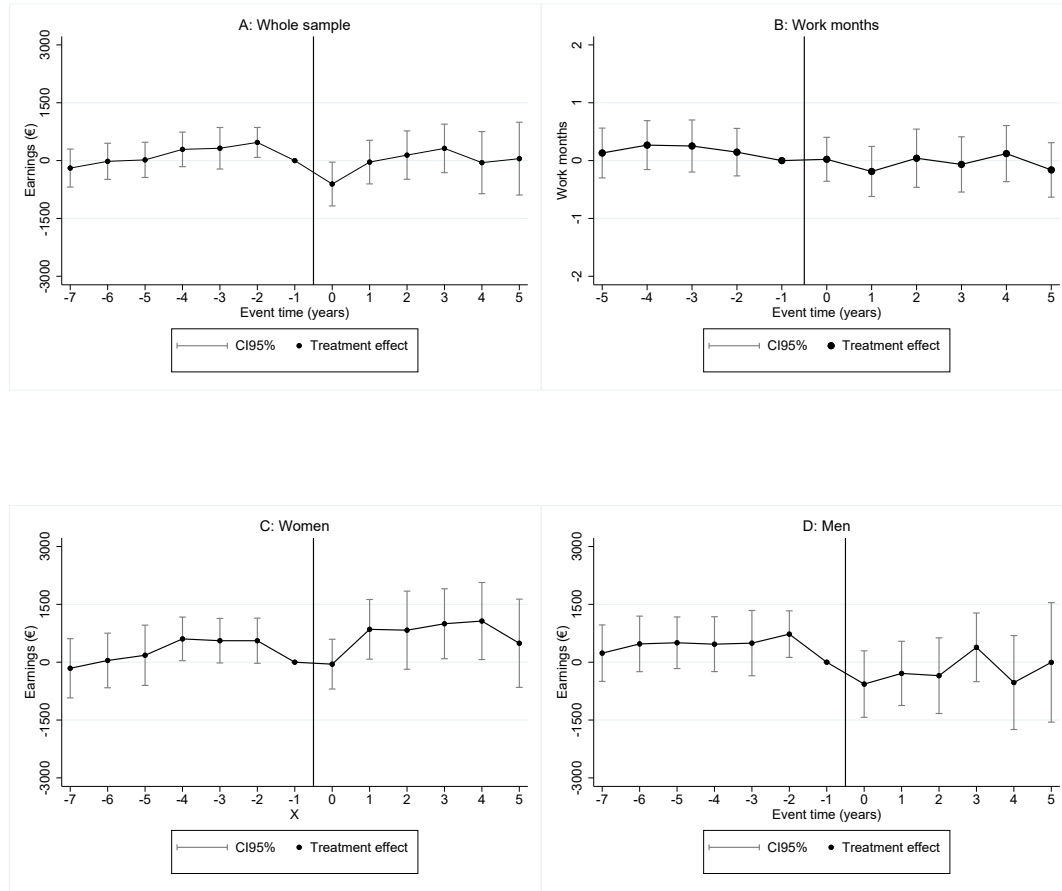 A: Whole sample
Earnings (€)
3000
1500
0
-1500
-3000
-7 -6 -5 -4 -3 -2 -1 0 1 2 3 4 5
Event time (years)
CI95% Treatment effect
B: Work months
Work months
2
1
0
-1
-2
-5 -4 -3 -2 -1 0 1 2 3 4 5
Event time (years)
CI95% Treatment effect
C: Women
Earnings (€)
3000
1500
0
-1500
-3000
-7 -6 -5 -4 -3 -2 -1 0 1 2 3 4 5
X
CI95% Treatment effect
D: Men
Earnings (€)
3000
1500
0
-1500
-3000
-7 -6 -5 -4 -3 -2 -1 0 1 2 3 4 5
Event time (years)
CI95% Treatment effect